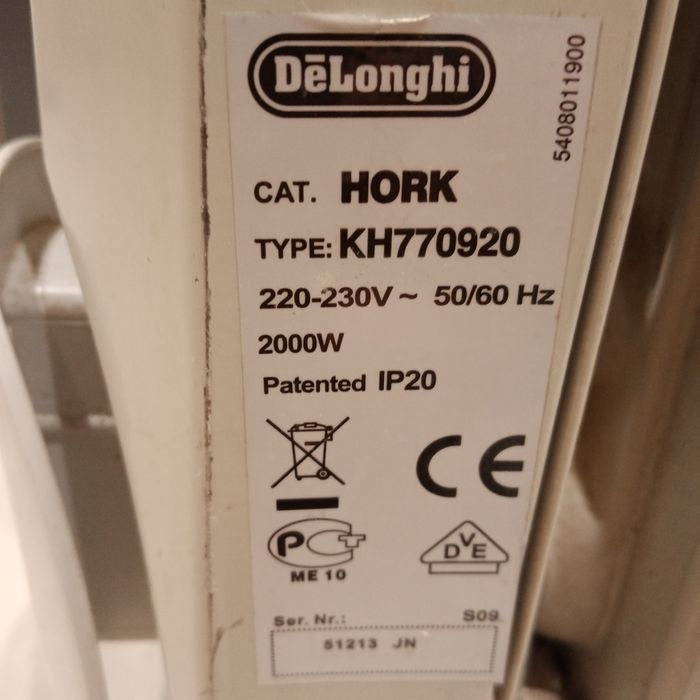 DēLonghi
5408011900
CAT. HORK
TYPE: KH770920
220-230V ~ 50/60 Hz
2000W
Patented IP20
CE
PC
ME 10
DVE
Ser. Nr.: S09
51213 JN